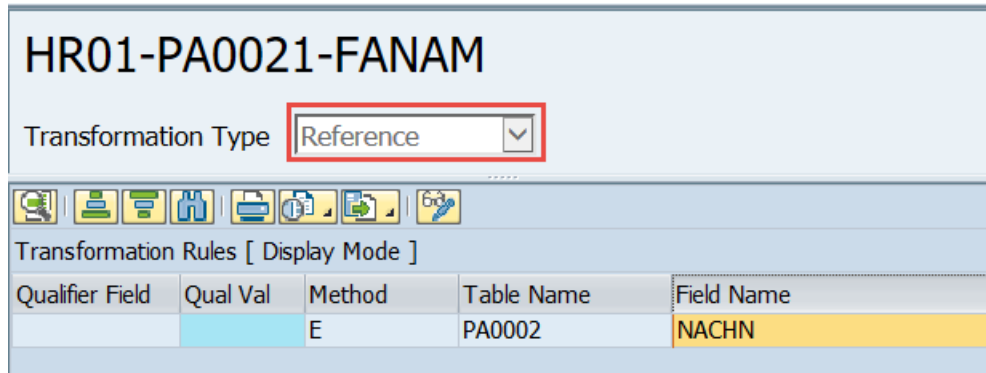 HR01-PA0021-FANAM
Transformation Type Reference
Transformation Rules [ Display Mode ]
Qualifier Field Qual Val Method Table Name Field Name
E PA0002 NACHN